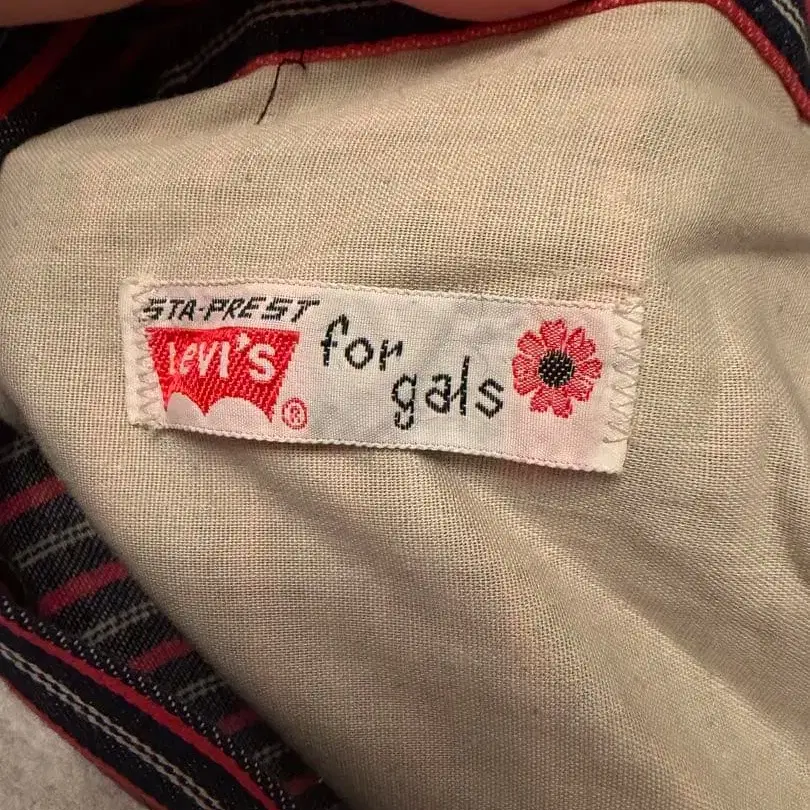 STA-PREST
Levi's ®
for
gals